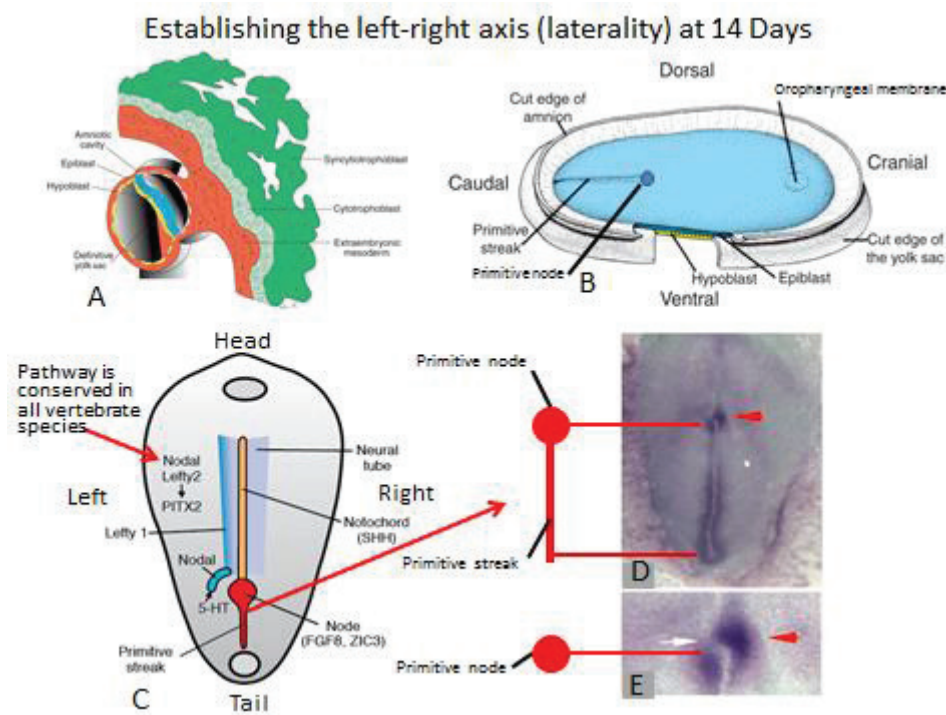 Establishing the left-right axis (laterality) at 14 Days
Amniotic
cavity
Epiblast
Hypoblast
Definitive
yolk sac
Syncytiotrophoblast
Cytotrophoblast
Extraembryonic
mesoderm
A
Dorsal
Oropharyngeal membrane
Cut edge of
amnion
Cranial
Caudal
Primitive
streak
Primitive node
Cut edge of
the yolk sac
Hypoblast
Epiblast
B
Ventral
Head
Pathway is
conserved in
all vertebrate
species
Nodal
Lefty2
PITX2
Neural
tube
Left
Right
Lefty 1
Notochord
(SHH)
Nodal
5-HT
Node
(FGF8, ZIC3)
Primitive
streak
C
Tail
Primitive node
Primitive streak
D
Primitive node
E